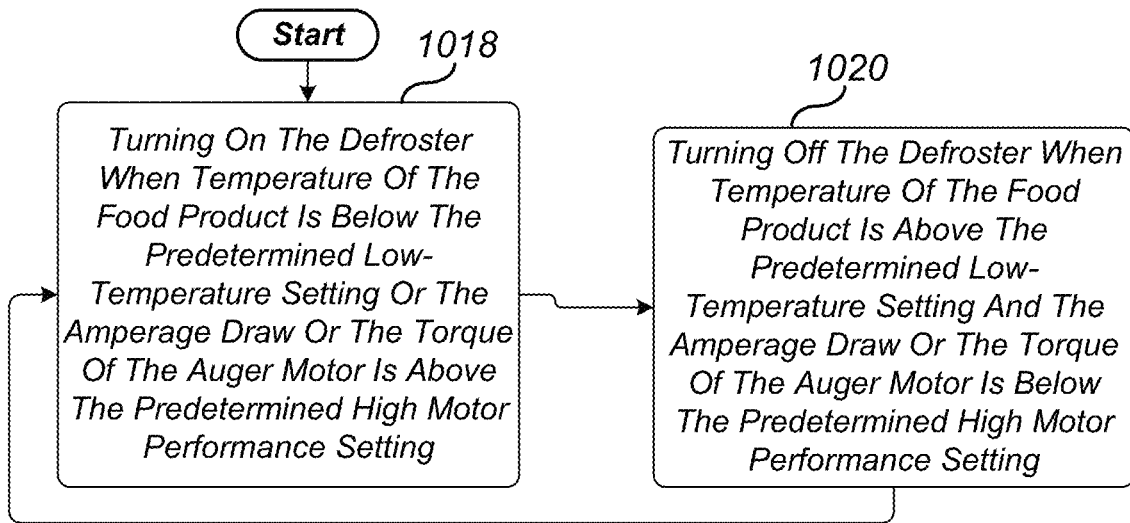 Start
1018
Turning On The Defroster
When Temperature Of The
Food Product Is Below The
Predetermined Low-
Temperature Setting Or The
Amperage Draw Or The Torque
Of The Auger Motor Is Above
The Predetermined High Motor
Performance Setting
1020
Turning Off The Defroster When
Temperature Of The Food
Product Is Above The
Predetermined Low-
Temperature Setting And The
Amperage Draw Or The Torque
Of The Auger Motor Is Below
The Predetermined High Motor
Performance Setting